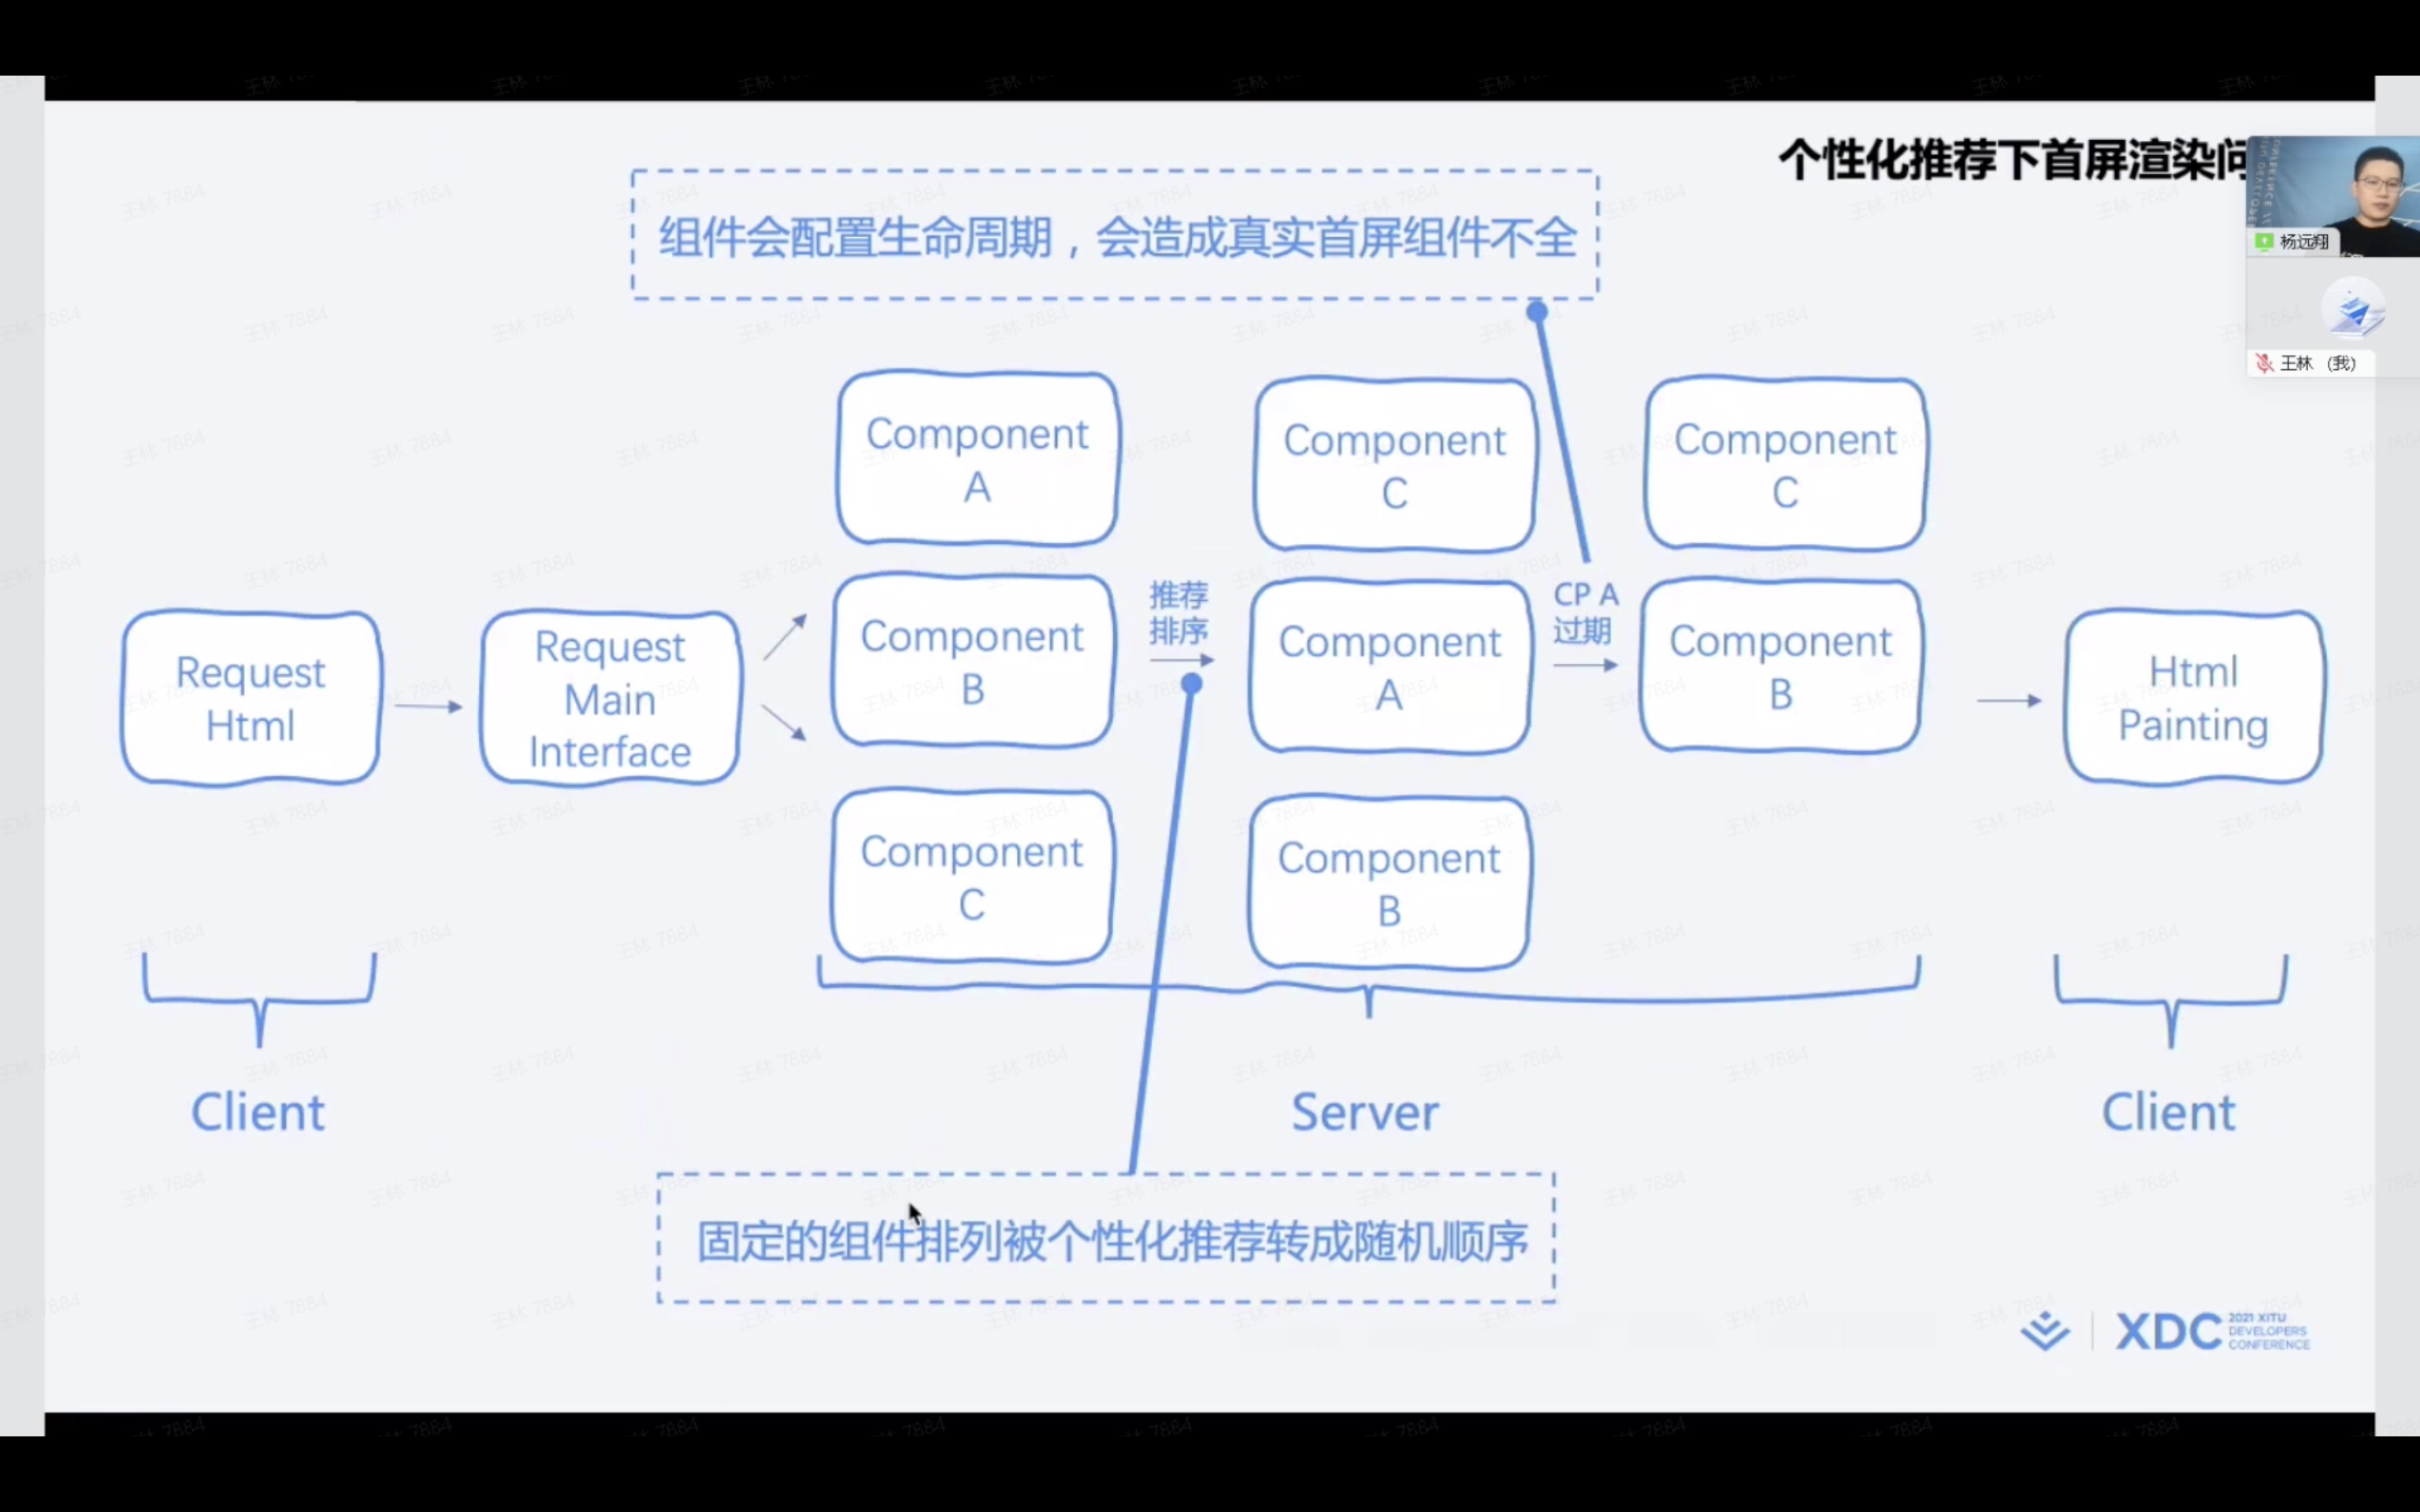 个性化推荐下首屏渲染问
组件会配置生命周期，会造成真实首屏组件不全
杨远翔
王林 (我)
Component
A
Component
C
Component
C
Request
Html
Request
Main
Interface
Component
B
推荐
排序
Component
A
CP A
过期
Component
B
Html
Painting
Component
C
Component
B
Client
Server
Client
固定的组件排列被个性化推荐转成随机顺序
XDC
2021 XITU
DEVELOPERS
CONFERENCE
王林 7884